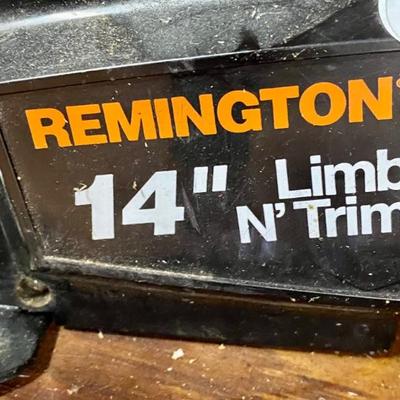 REMINGTON
14" Limb
N' Trim